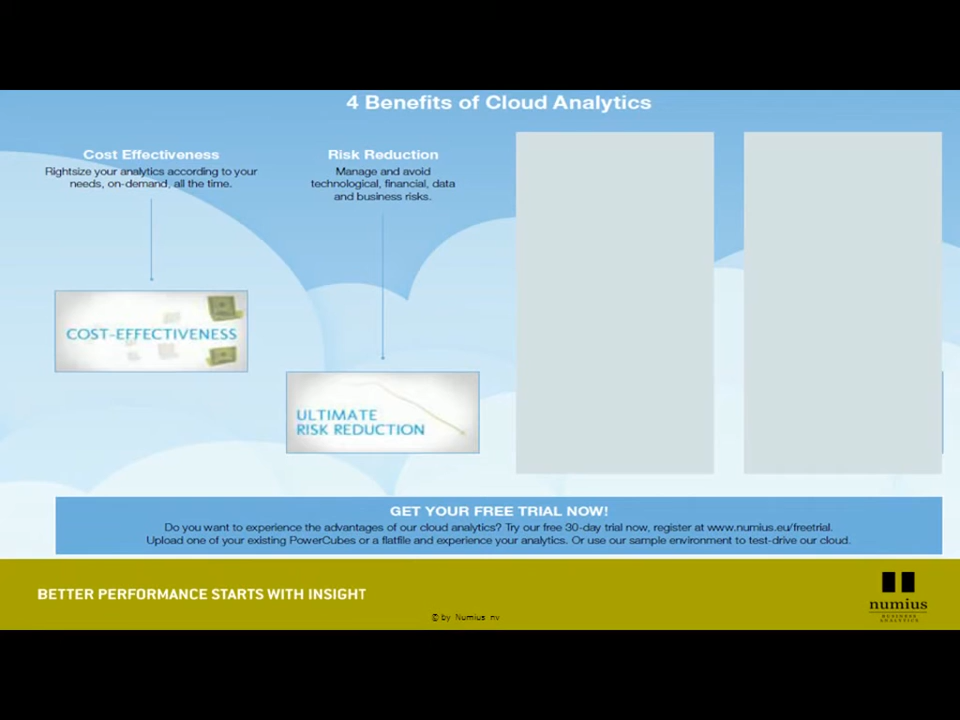 4 Benefits of Cloud Analytics
Cost Effectiveness
Rightsize your analytics according to your
needs, on-demand, all the time.
Risk Reduction
Manage and avoid
technological, financial, data
and business risks.
COST-EFFECTIVENESS
ULTIMATE
RISK REDUCTION
GET YOUR FREE TRIAL NOW!
Do you want to experience the advantages of our cloud analytics? Try our free 30-day trial now, register at www.numius.eu/freetrial.
Upload one of your existing PowerCubes or a flatfile and experience your analytics. Or use our sample environment to test-drive our cloud.
BETTER PERFORMANCE STARTS WITH INSIGHT
© by Numius nv
numius
BUSINESS
ANALYTICS